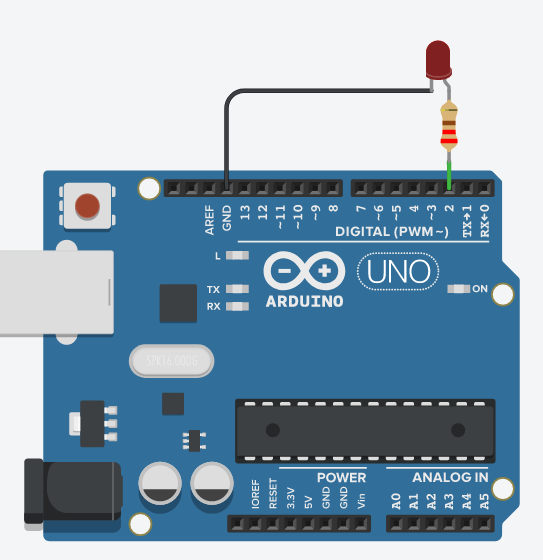 AREF
GND
13
12
~11
~10
~9
8
7
~6
~5
4
~3
2
TX→1
RX←0
DIGITAL (PWM~)
L
TX
RX
UNO
ARDUINO
ON
POWER
ANALOG IN
IOREF
RESET
3.3V
5V
GND
GND
Vin
A0
A1
A2
A3
A4
A5